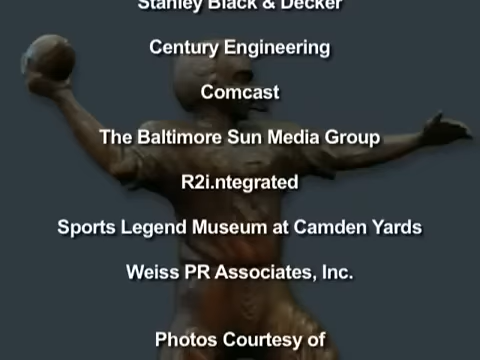 Stanley Black & Decker
Century Engineering
Comcast
The Baltimore Sun Media Group
R2i.ntegrated
Sports Legend Museum at Camden Yards
Weiss PR Associates, Inc.
Photos Courtesy of